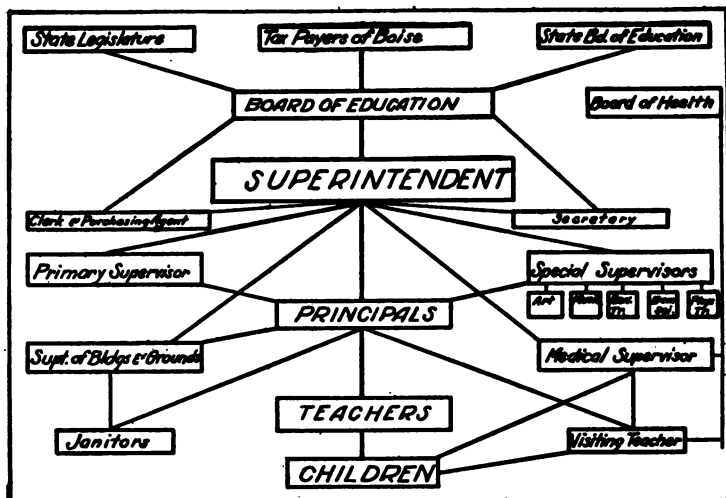 State Legislature
Tax Payers of Boise
State Bd. of Education
BOARD OF EDUCATION
Board of Health
SUPERINTENDENT
Clerk & Purchasing Agent
Secretary
Primary Supervisor
Special Supervisors
Art
PRINCIPALS
Supt. of Bldgs & Grounds
Medical Supervisor
TEACHERS
Janitors
Visiting Teacher
CHILDREN